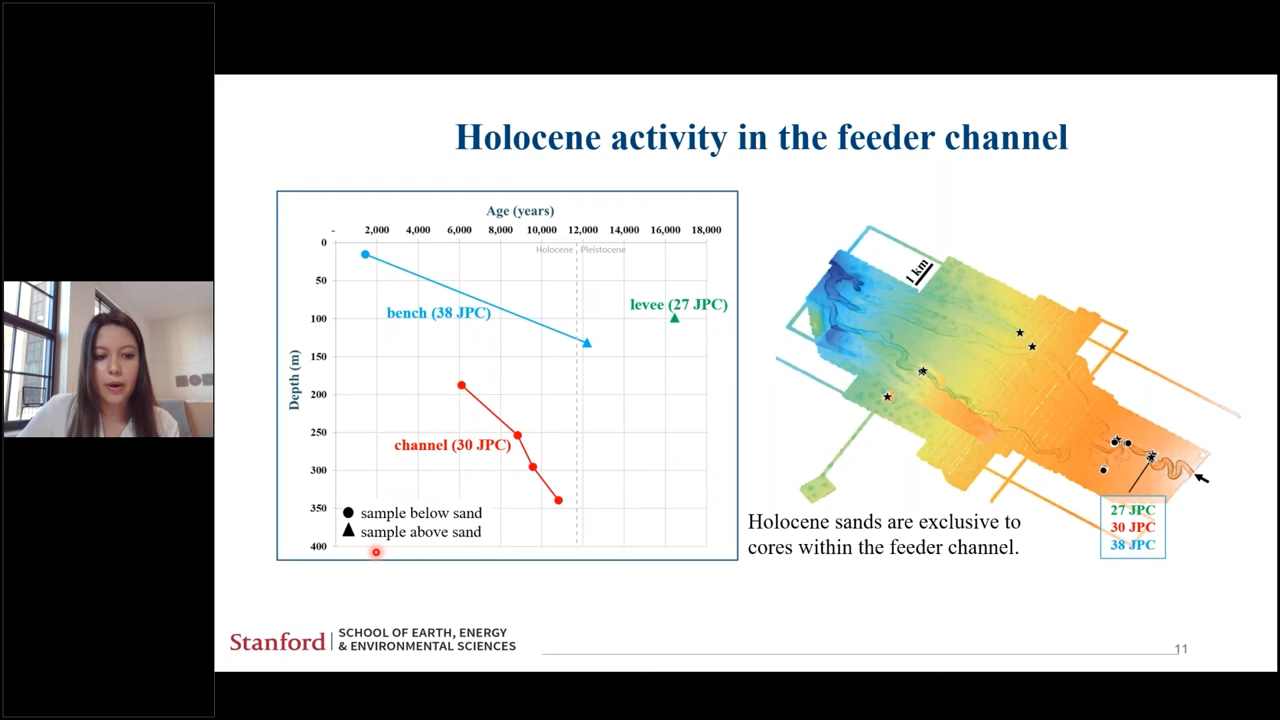 Holocene activity in the feeder channel
Age (years)
- 2,000 4,000 6,000 8,000 10,000 12,000 14,000 16,000 18,000
Holocene Pleistocene
0
50
100
150
200
250
300
350
400
Depth (m)
bench (38 JPC)
levee (27 JPC)
channel (30 JPC)
sample below sand
sample above sand
1 km
27 JPC
30 JPC
38 JPC
Holocene sands are exclusive to
cores within the feeder channel.
Stanford
SCHOOL OF EARTH, ENERGY
& ENVIRONMENTAL SCIENCES
11